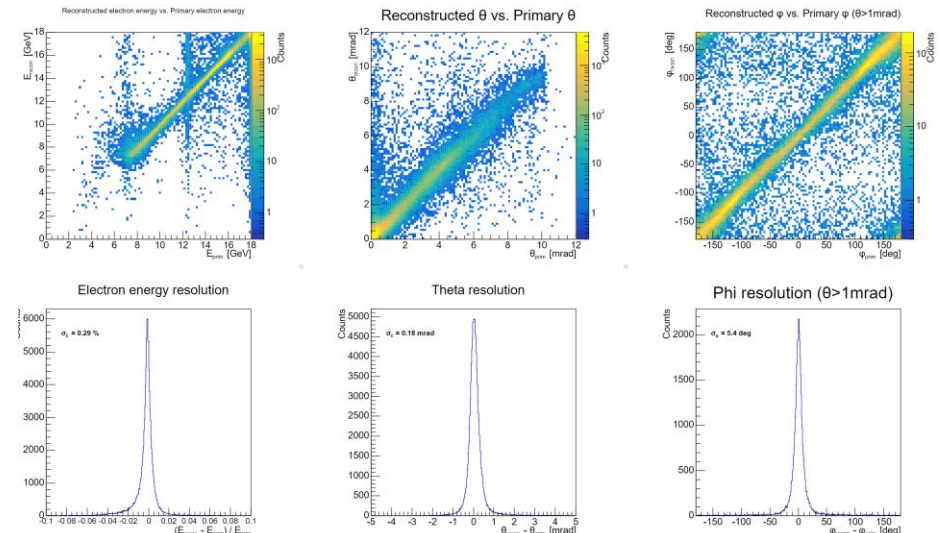 Reconstructed electron energy vs. Primary electron energy
Reconstructed θ vs. Primary θ
Reconstructed φ vs. Primary φ (θ>1mrad)
[GeV]
18
16
14
12
10
8
6
4
2
0
0 2 4 6 8 10 12 14 16 18
E_prim [GeV]
Counts
10
1
θ_recon [mrad]
12
10
8
6
4
2
0
0 2 4 6 8 10 12
θ_prim [mrad]
Counts
10²
10
1
φ_recon [deg]
150
100
50
0
-50
-100
-150
-150 -100 -50 0 50 100 150
φ_prim [deg]
Counts
10²
10
1
Electron energy resolution
Theta resolution
Phi resolution (θ>1mrad)
6000
5000
4000
3000
2000
1000
0
σ = 0.29 %
-0.1 -0.08 -0.06 -0.04 -0.02 0 0.02 0.04 0.06 0.08 0.1
Counts
5000
4500
4000
3500
3000
2500
2000
1500
1000
500
0
σ = 0.18 mrad
-5 -4 -3 -2 -1 0 1 2 3 4 5
[mrad]
Counts
2000
1500
1000
500
0
σ = 5.4 deg
-150 -100 -50 0 50 100 150
[deg]